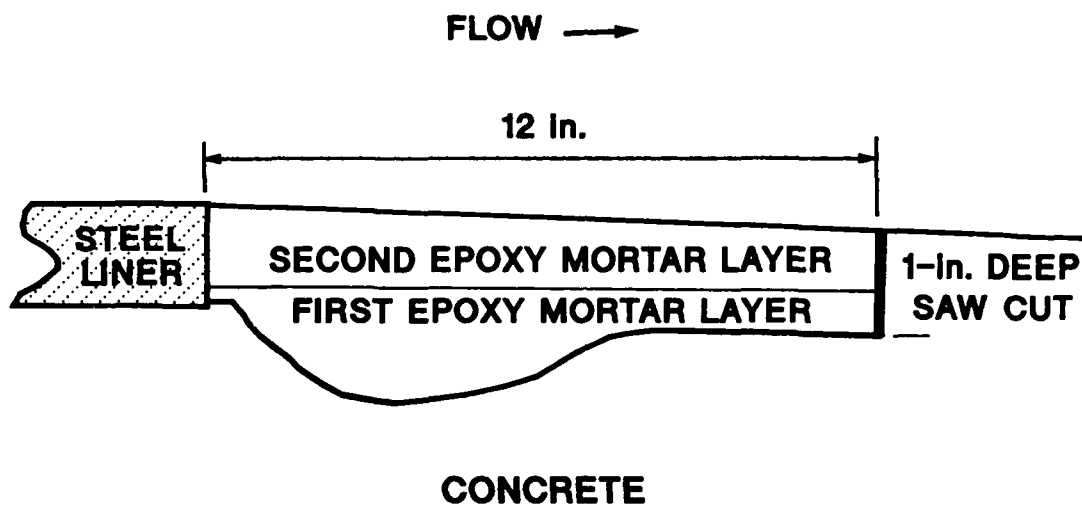 FLOW
12 in.
STEEL
LINER
SECOND EPOXY MORTAR LAYER
FIRST EPOXY MORTAR LAYER
1-in. DEEP
SAW CUT
CONCRETE